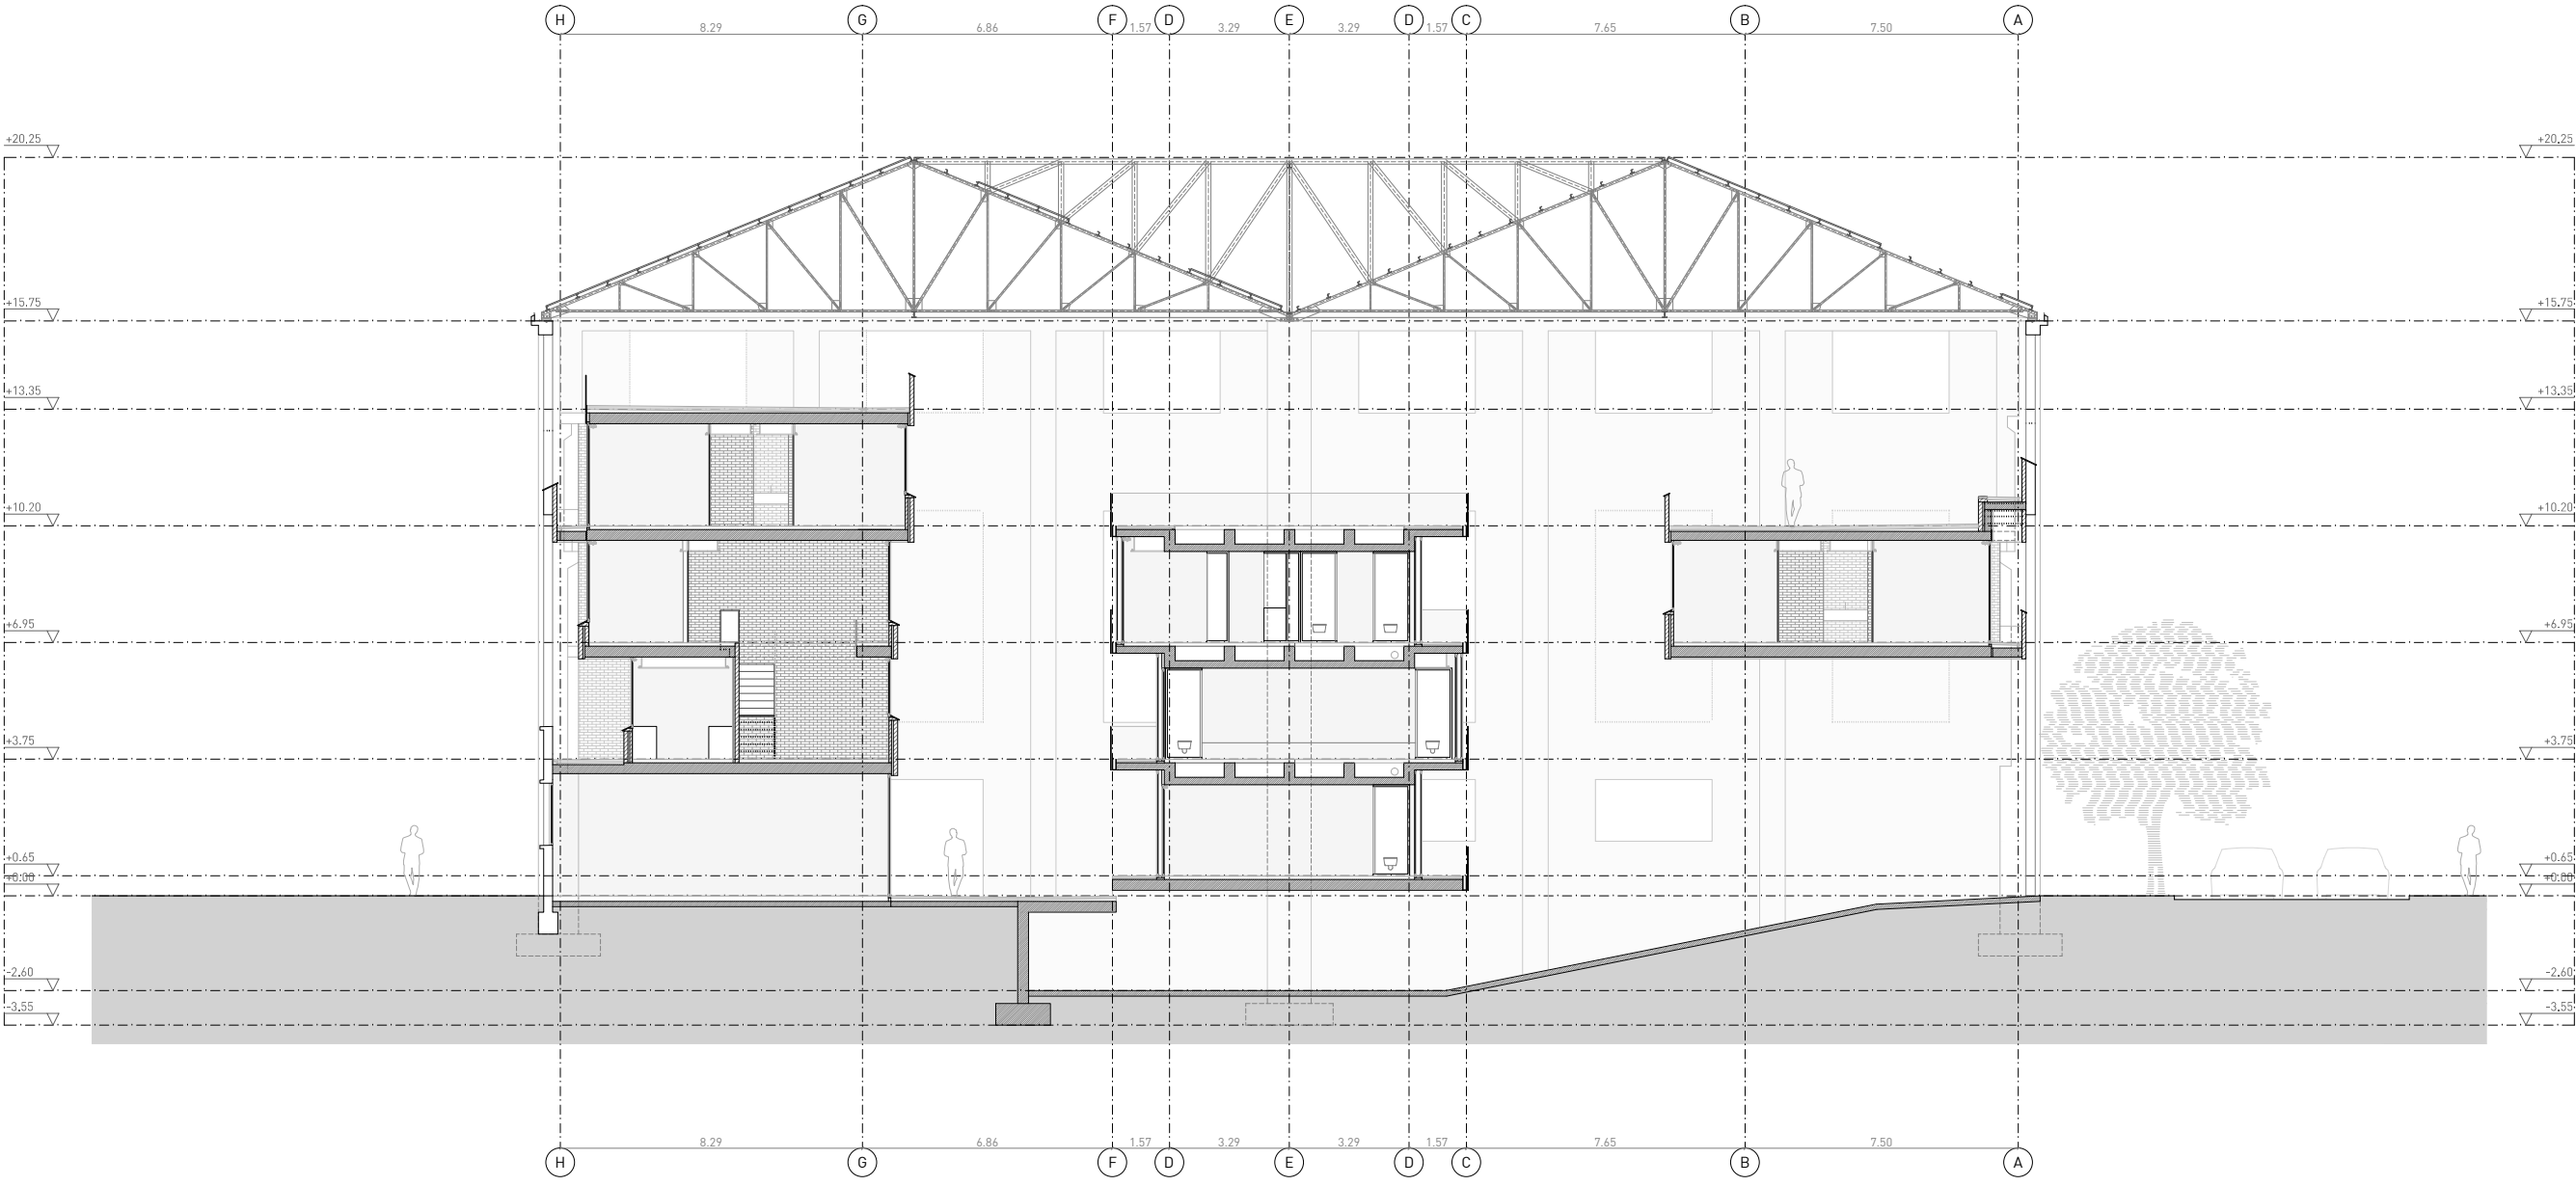 H G F D E D C B A
8.29 6.86 1.57 3.29 3.29 1.57 7.65 7.50
+20.25 +20.25
+15.75 +15.75
+13.35 +13.35
+10.20 +10.20
+6.95 +6.95
+3.75 +3.75
+0.65 +0.65
+0.00 +0.00
-2.60 -2.60
-3.55 -3.55
8.29 6.86 1.57 3.29 3.29 1.57 7.65 7.50
H G F D E D C B A